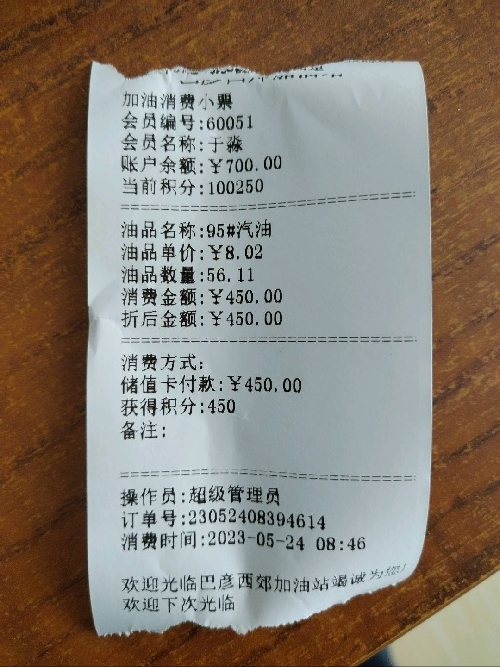 加油消费小票
会员编号:60051
会员名称:于淼
账户余额:￥700.00
当前积分:100250
油品名称:95#汽油
油品单价:￥8.02
油品数量:56.11
消费金额:￥450.00
折后金额:￥450.00
消费方式:
储值卡付款:￥450.00
获得积分:450
备注:
操作员:超级管理员
订单号:23052408394614
消费时间:2023-05-24 08:46
欢迎光临巴彦西郊加油站竭诚为您!
欢迎下次光临